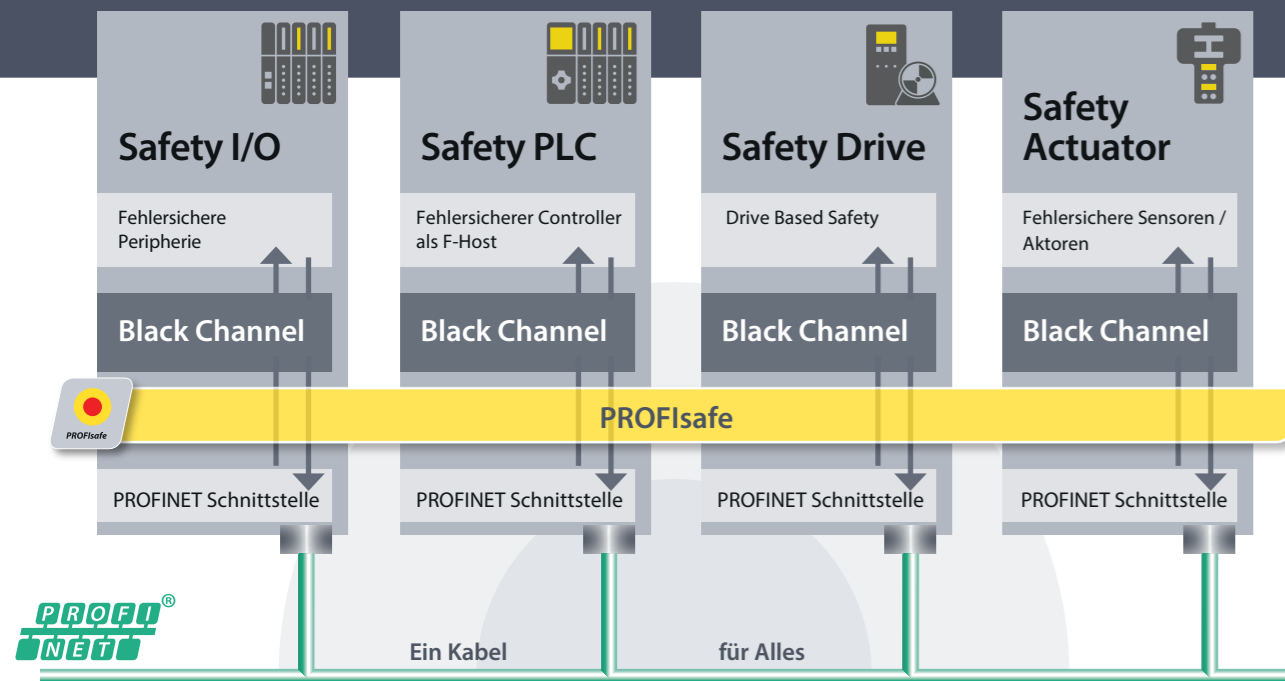 Safety I/O
Fehlersichere
Peripherie
Black Channel
PROFINET Schnittstelle
Safety PLC
Fehlersicherer Controller
als F-Host
Black Channel
PROFINET Schnittstelle
Safety Drive
Drive Based Safety
Black Channel
PROFINET Schnittstelle
Safety
Actuator
Fehlersichere Sensoren /
Aktoren
Black Channel
PROFINET Schnittstelle
PROFIsafe
PROFIsafe
PROFI®
NET
Ein Kabel für Alles